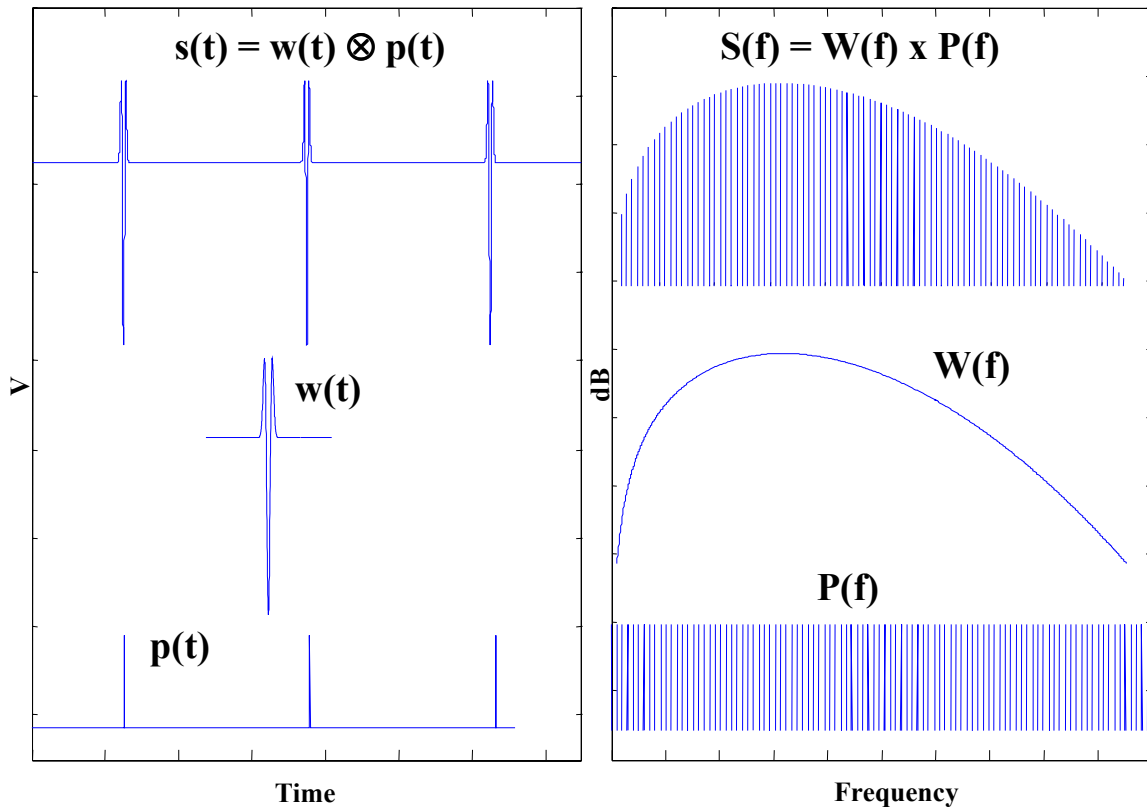 s(t) = w(t) ⊗ p(t)
w(t)
p(t)
V
Time
S(f) = W(f) x P(f)
W(f)
P(f)
dB
Frequency